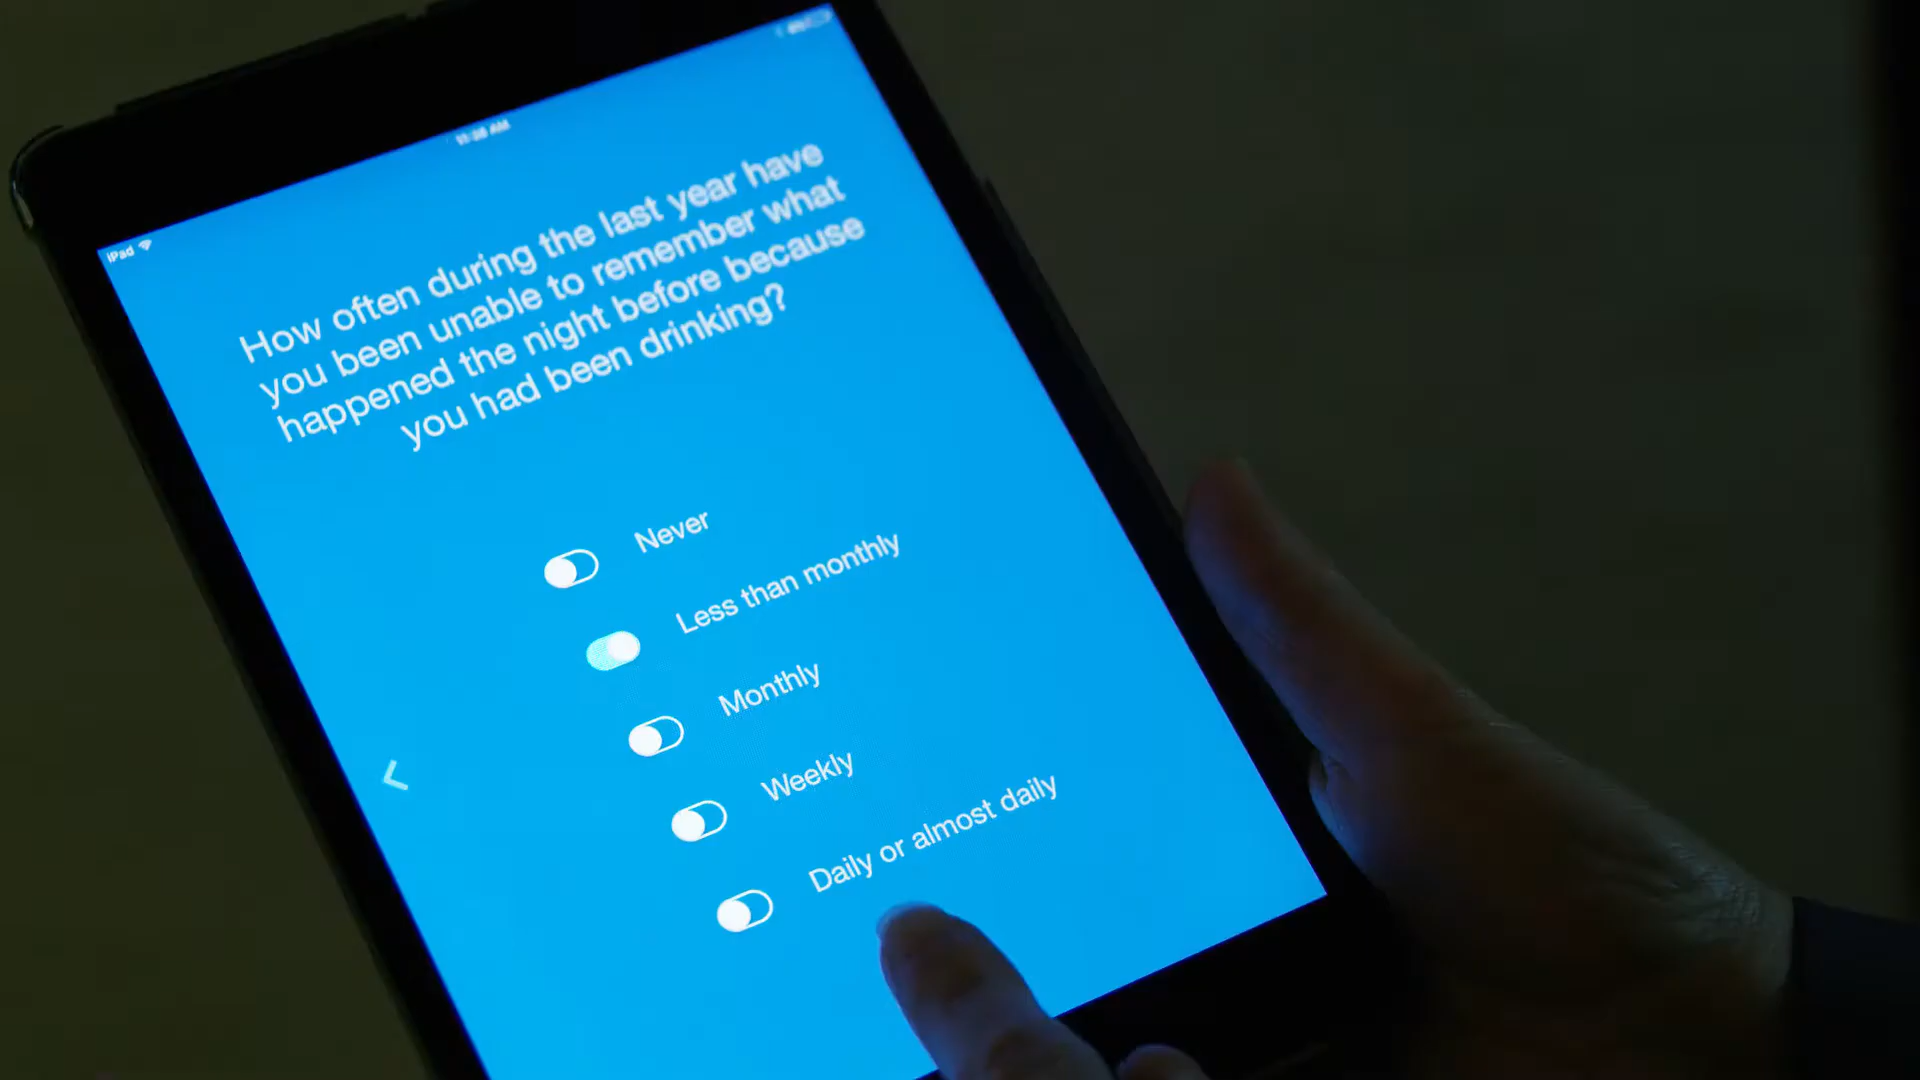 iPad
How often during the last year have
you been unable to remember what
happened the night before because
you had been drinking?
Never
Less than monthly
Monthly
Weekly
Daily or almost daily